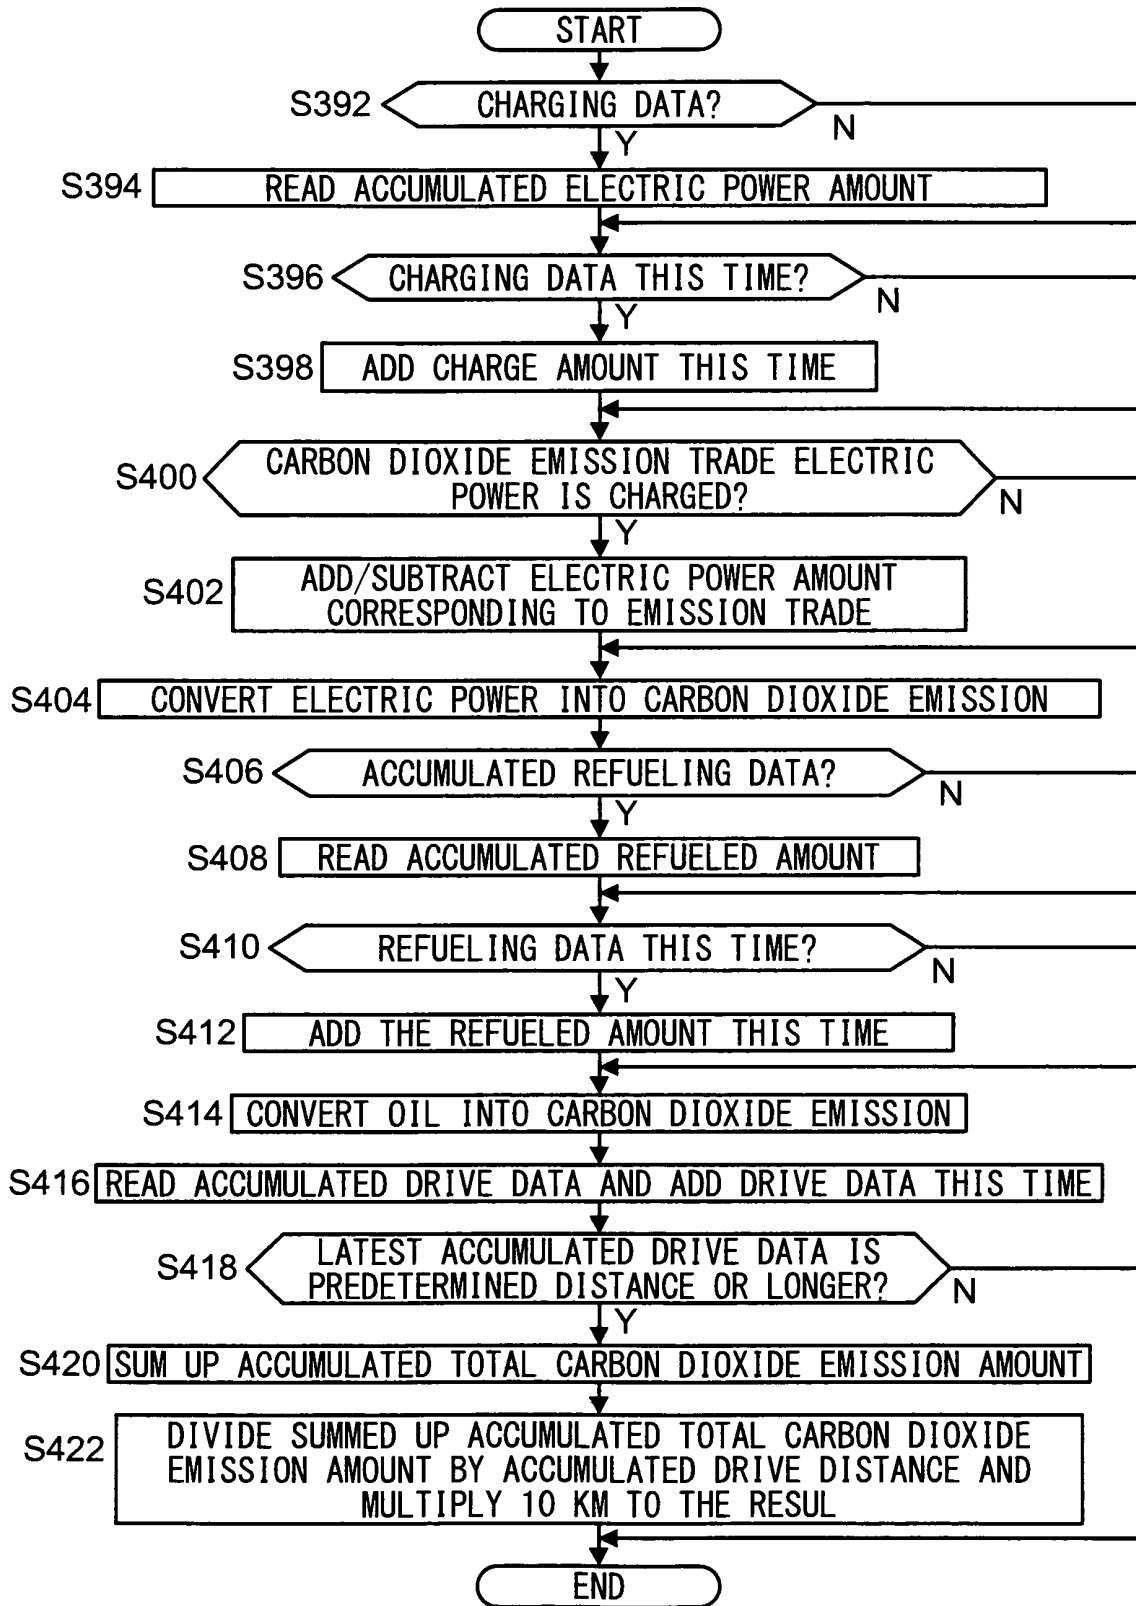 START
S392 CHARGING DATA?
N
Y
S394 READ ACCUMULATED ELECTRIC POWER AMOUNT
S396 CHARGING DATA THIS TIME?
N
Y
S398 ADD CHARGE AMOUNT THIS TIME
S400 CARBON DIOXIDE EMISSION TRADE ELECTRIC
POWER IS CHARGED?
N
Y
S402 ADD/SUBTRACT ELECTRIC POWER AMOUNT
CORRESPONDING TO EMISSION TRADE
S404 CONVERT ELECTRIC POWER INTO CARBON DIOXIDE EMISSION
S406 ACCUMULATED REFUELING DATA?
N
Y
S408 READ ACCUMULATED REFUELED AMOUNT
S410 REFUELING DATA THIS TIME?
N
Y
S412 ADD THE REFUELED AMOUNT THIS TIME
S414 CONVERT OIL INTO CARBON DIOXIDE EMISSION
S416 READ ACCUMULATED DRIVE DATA AND ADD DRIVE DATA THIS TIME
S418 LATEST ACCUMULATED DRIVE DATA IS
PREDETERMINED DISTANCE OR LONGER?
N
Y
S420 SUM UP ACCUMULATED TOTAL CARBON DIOXIDE EMISSION AMOUNT
S422 DIVIDE SUMMED UP ACCUMULATED TOTAL CARBON DIOXIDE
EMISSION AMOUNT BY ACCUMULATED DRIVE DISTANCE AND
MULTIPLY 10 KM TO THE RESUL
END